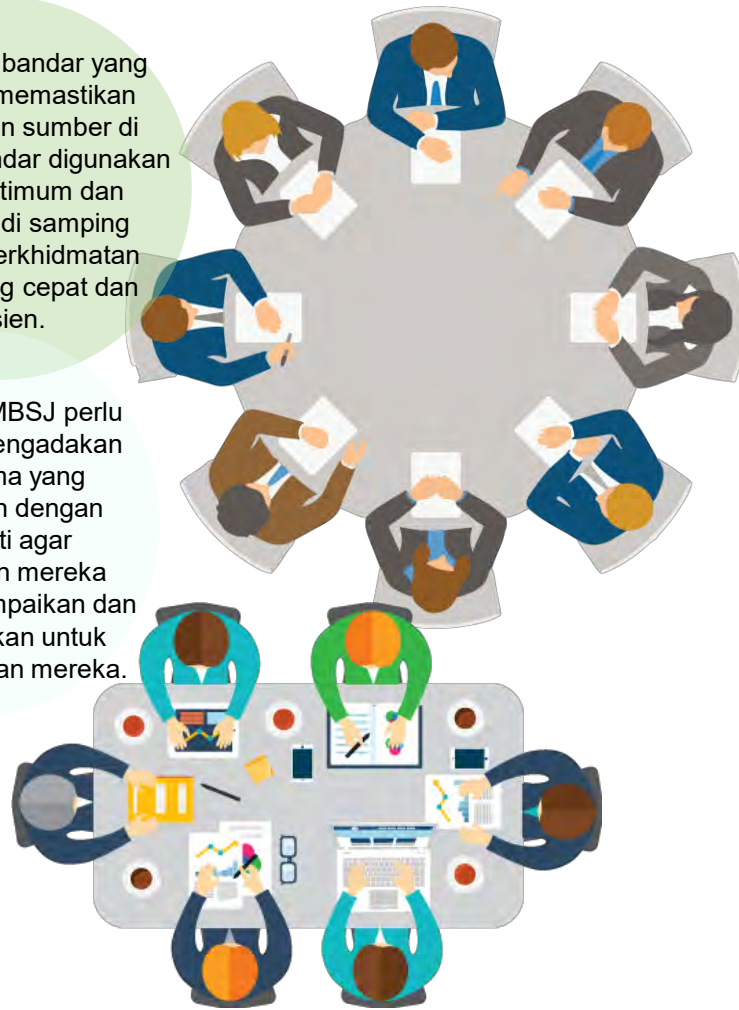 bandar yang
memastikan
n sumber di
ndar digunakan
timum dan
di samping
erkhidmatan
g cepat dan
sien.
MBSJ perlu
engadakan
na yang
n dengan
ti agar
n mereka
mpaikan dan
kan untuk
an mereka.